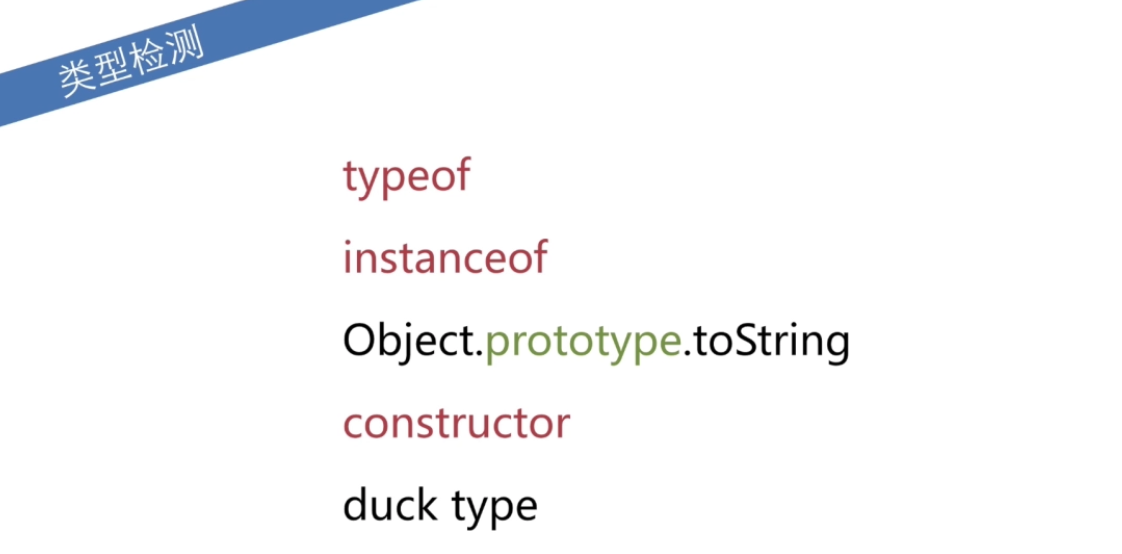 类型检测
typeof
instanceof
Object.prototype.toString
constructor
duck type